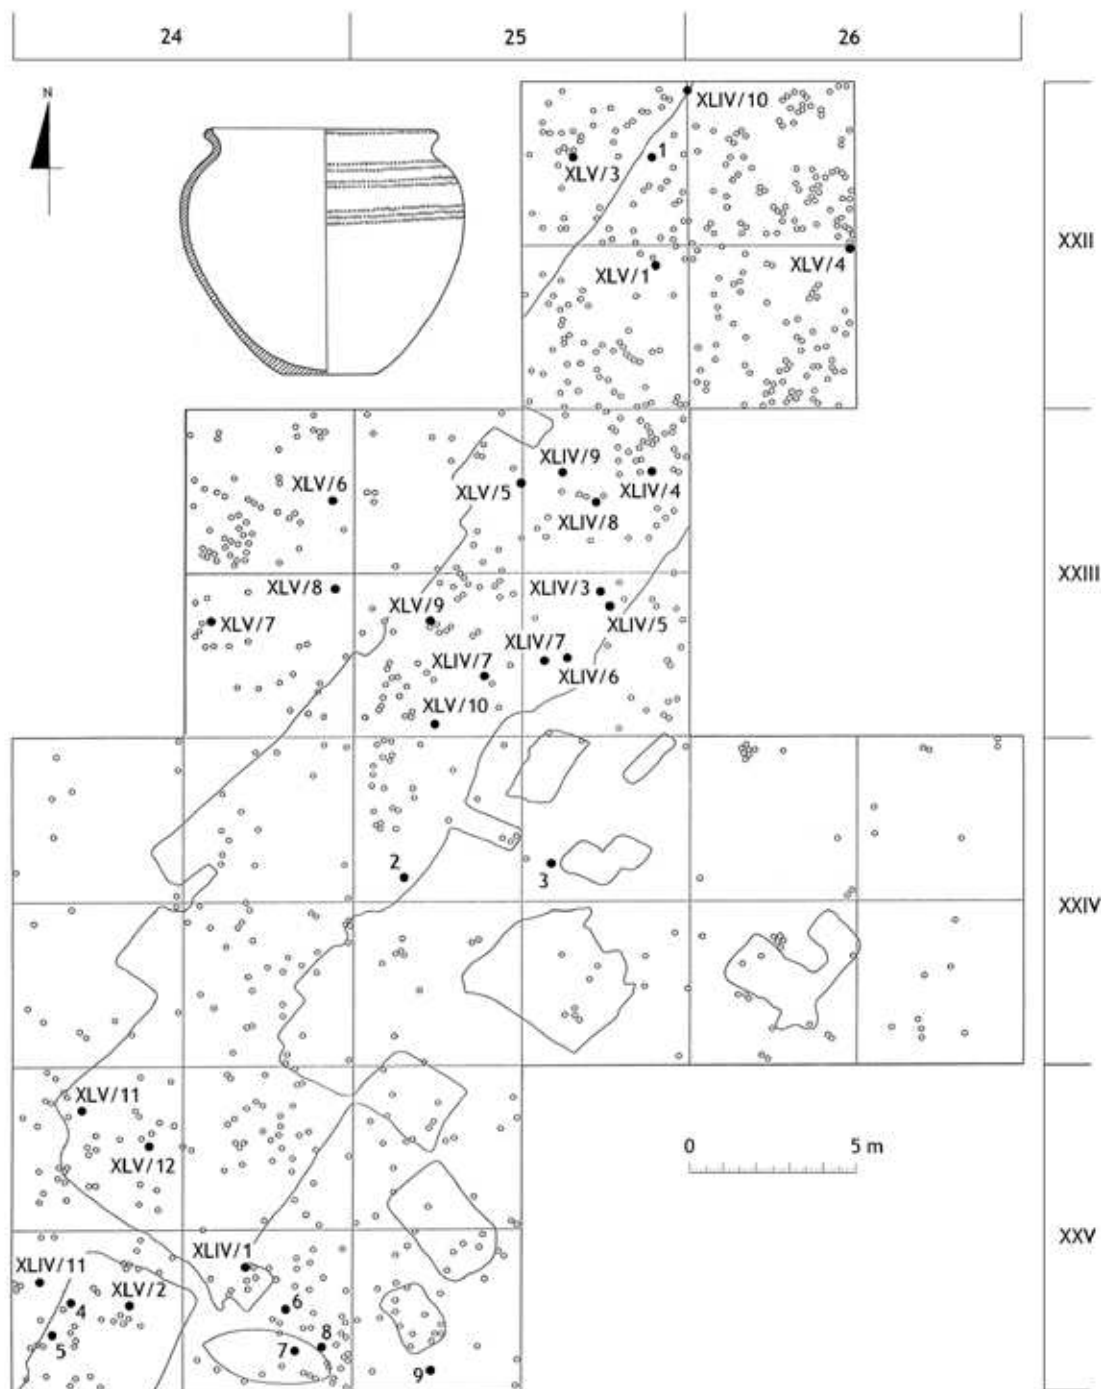 24 25 26
N
XLIV/10
XLV/3 1
XXII
XLV/1 XLV/4
XLIV/9
XLV/6 XLV/5 XLIV/4
XLIV/8
XXIII
XLV/8 XLIV/3
XLV/9
XLV/7 XLIV/5
XLIV/7 XLIV/7
XLIV/6
XLV/10
2 3
XXIV
XLV/11
0 5 m
XLV/12
XXV
XLIV/1
XLIV/11
XLV/2
4 6
5 7 8
9